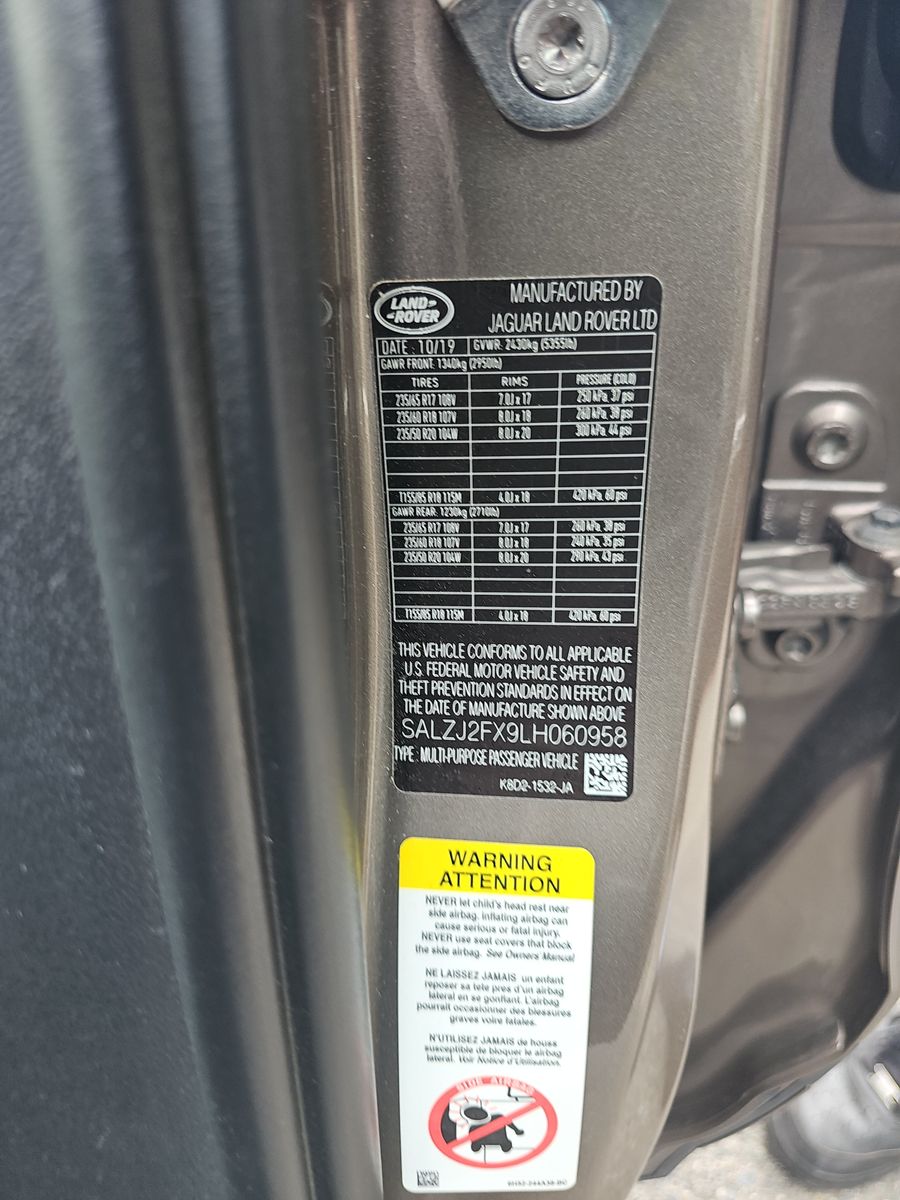 LAND-
-ROVER
MANUFACTURED BY
JAGUAR LAND ROVER LTD
DATE : 10/19 GVWR: 2430kg (5355lb)
GAWR FRONT: 1340kg (2950lb)
TIRES RIMS PRESSURE (COLD)
235/65 R17 108V 7.0J x 17 250 kPa, 37 psi
235/60 R18 107V 8.0J x 18 260 kPa, 38 psi
235/50 R20 104W 8.0J x 20 300 kPa, 44 psi
T155/85 R18 115M 4.0J x 18 420 kPa, 60 psi
GAWR REAR: 1230kg (2710lb)
235/65 R17 108V 7.0J x 17 260 kPa, 38 psi
235/60 R18 107V 8.0J x 18 240 kPa, 35 psi
235/50 R20 104W 8.0J x 20 290 kPa, 43 psi
T155/85 R18 115M 4.0J x 18 420 kPa, 60 psi
THIS VEHICLE CONFORMS TO ALL APPLICABLE
U.S. FEDERAL MOTOR VEHICLE SAFETY AND
THEFT PREVENTION STANDARDS IN EFFECT ON
THE DATE OF MANUFACTURE SHOWN ABOVE
SALZJ2FX9LH060958
TYPE : MULTI-PURPOSE PASSENGER VEHICLE
K8D2-1532-JA
WARNING
ATTENTION
NEVER let child's head rest near
side airbag, inflating airbag can
cause serious or fatal injury.
NEVER use seat covers that block
the side airbag. See Owners Manual
NE LAISSEZ JAMAIS un enfant
reposer sa tete pres d'un airbag
lateral en se gonflant. L'airbag
pourrait occasionner des blessures
graves voire fatales.
N'UTILISEZ JAMAIS de houss
susceptible de bloquer le airbag
lateral. Voir Notice d'Utilisation.
SIDE AIRBAG